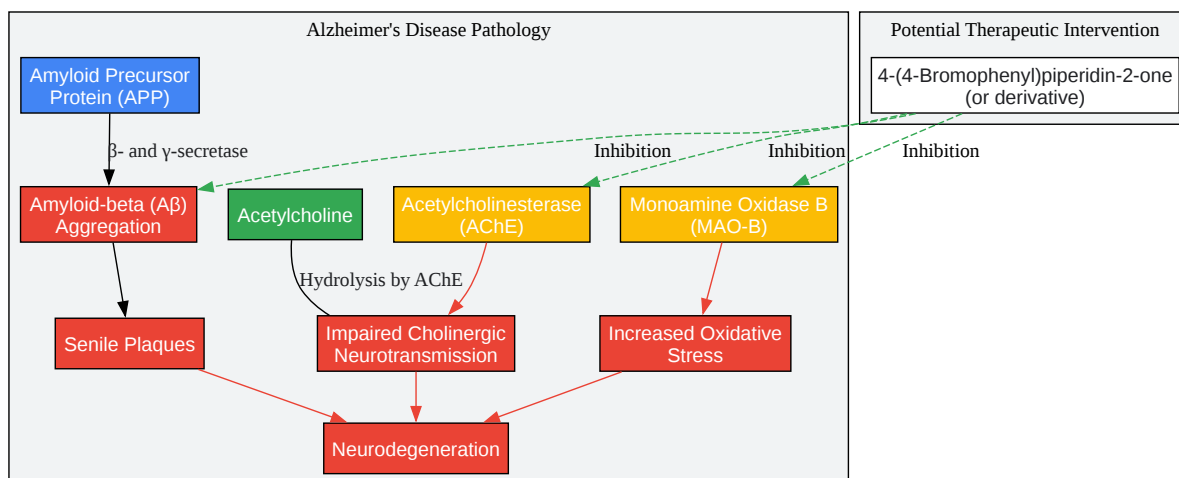 Alzheimer's Disease Pathology
Potential Therapeutic Intervention
Amyloid Precursor
Protein (APP)
4-(4-Bromophenyl)piperidin-2-one
(or derivative)
β- and γ-secretase
Inhibition
Inhibition
Inhibition
Amyloid-beta (Aβ)
Aggregation
Acetylcholine
Acetylcholinesterase
(AChE)
Monoamine Oxidase B
(MAO-B)
Hydrolysis by AChE
Senile Plaques
Impaired Cholinergic
Neurotransmission
Increased Oxidative
Stress
Neurodegeneration